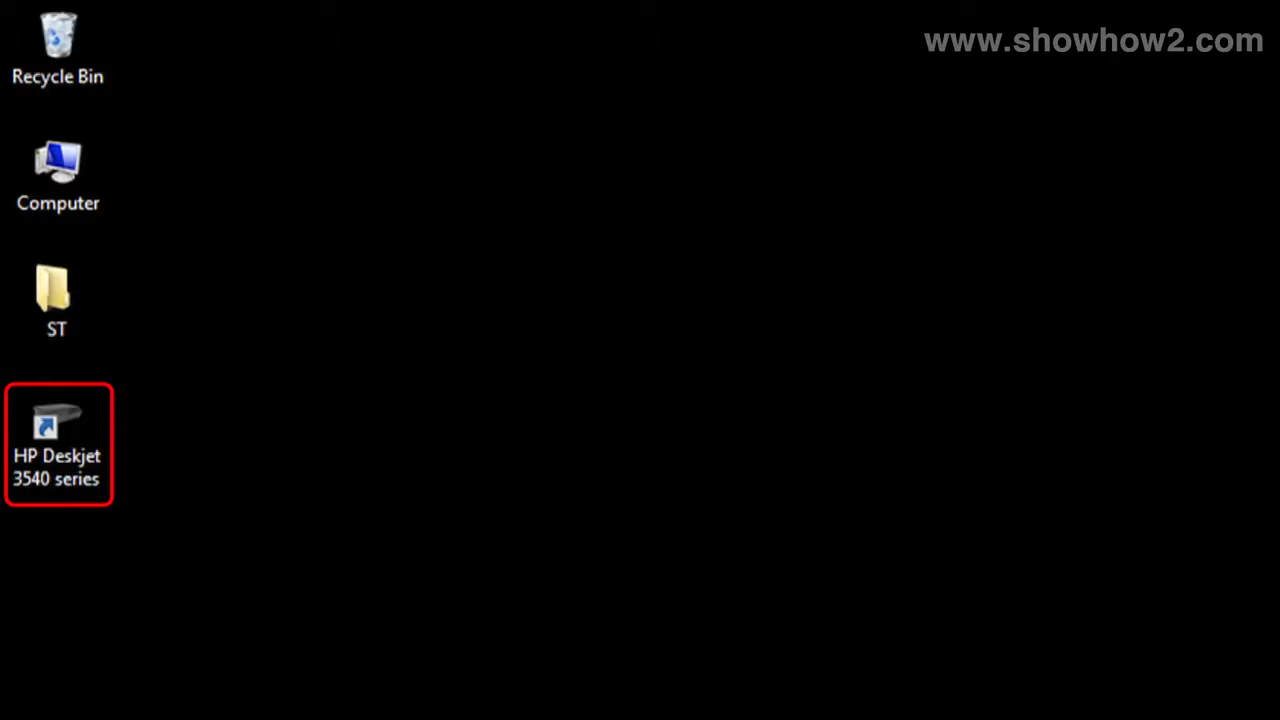 www.showhow2.com
Recycle Bin
Computer
ST
HP Deskjet
3540 series